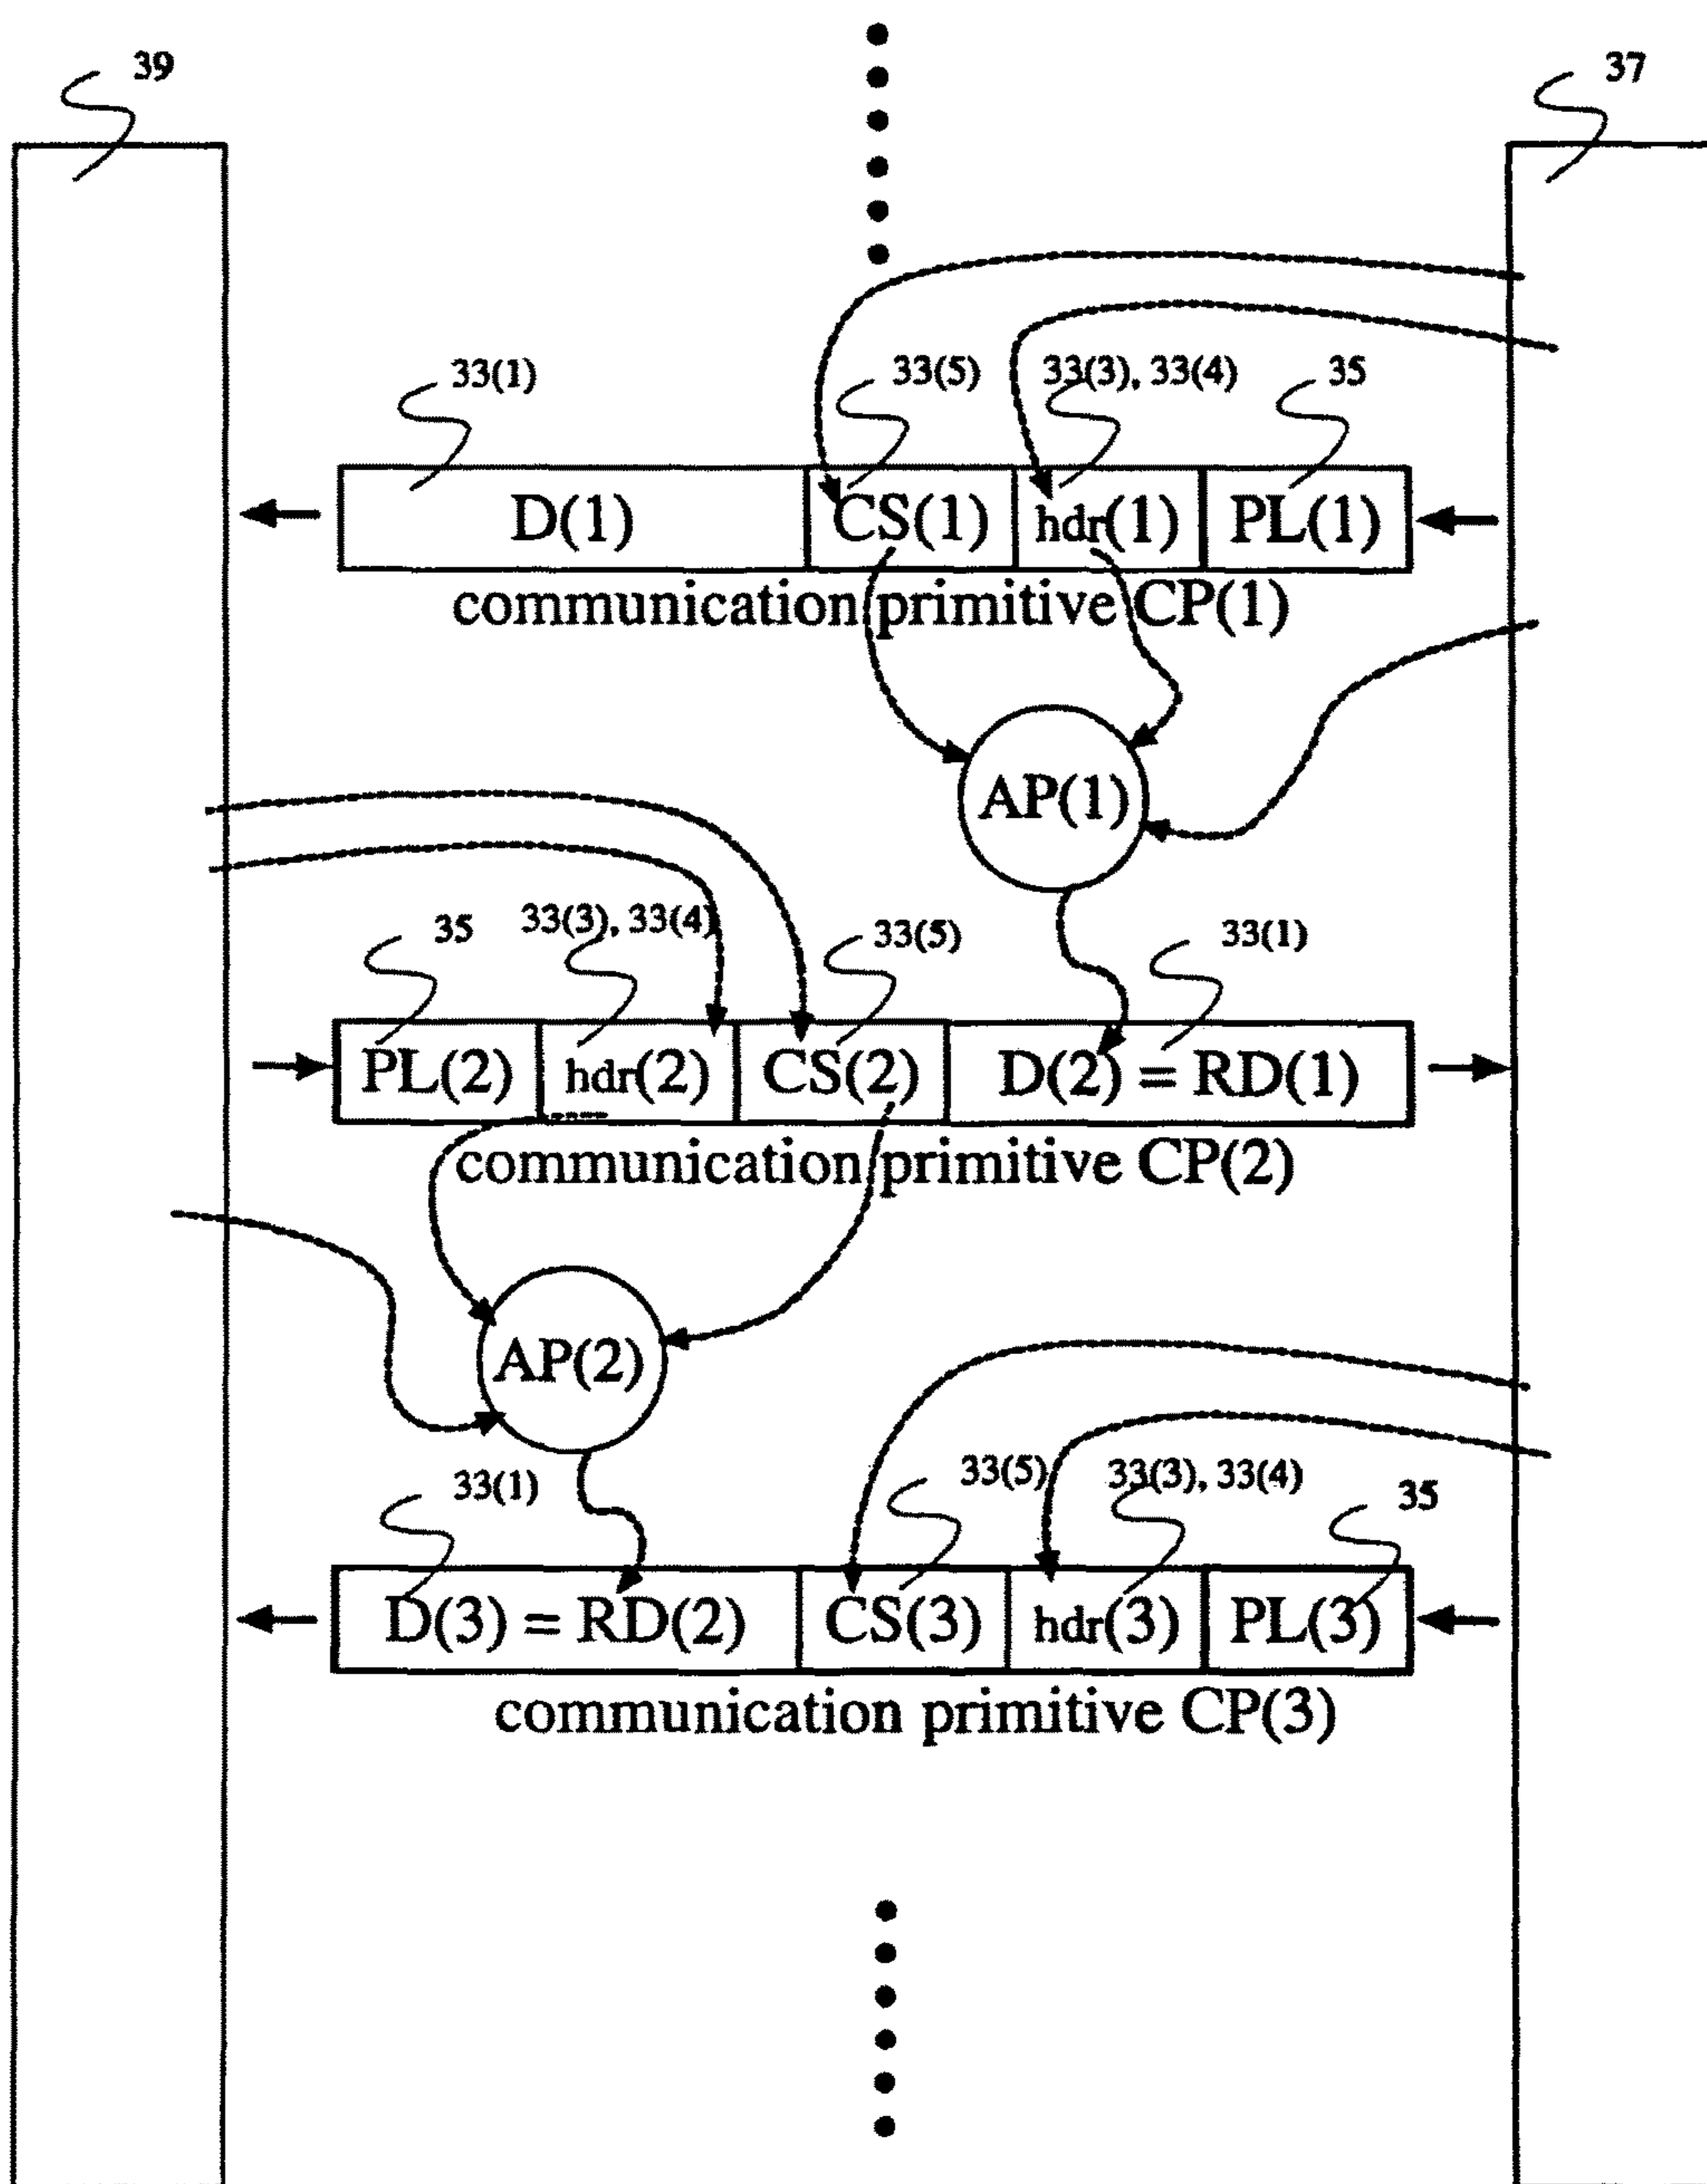 39
37
33(1)
33(5)
33(3), 33(4)
35
D(1)
CS(1)
hdr(1)
PL(1)
communication primitive CP(1)
AP(1)
35
33(3), 33(4)
33(5)
33(1)
PL(2)
hdr(2)
CS(2)
D(2) = RD(1)
communication primitive CP(2)
AP(2)
33(1)
33(5)
33(3), 33(4)
35
D(3) = RD(2)
CS(3)
hdr(3)
PL(3)
communication primitive CP(3)